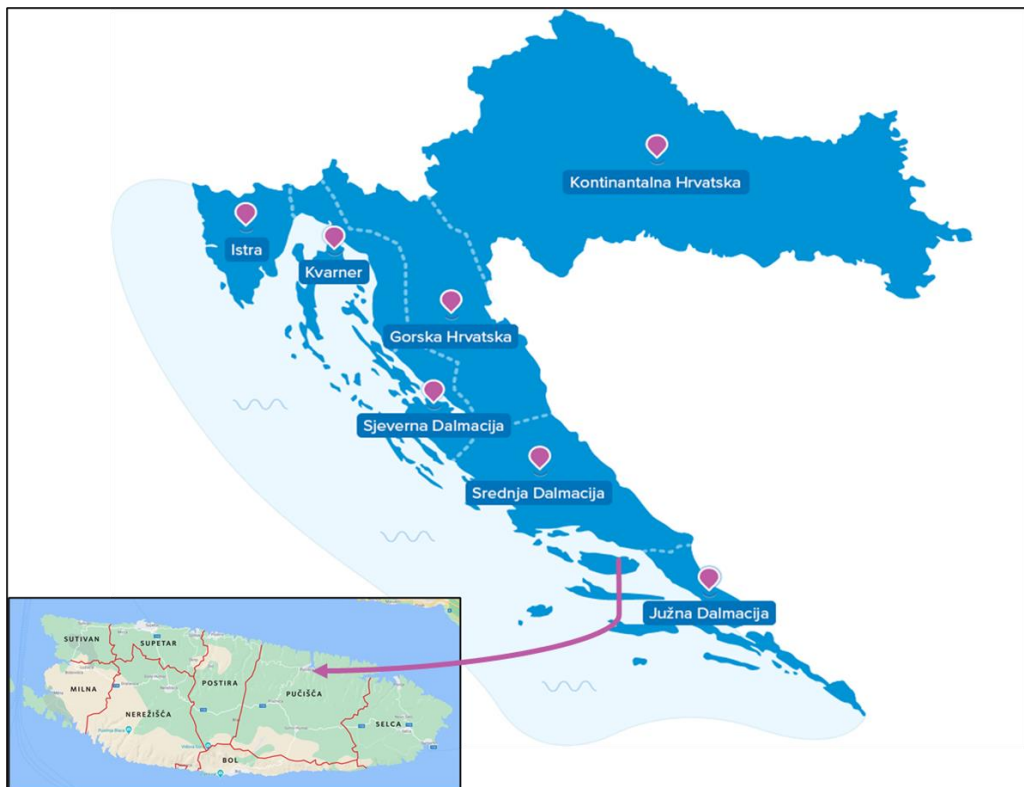 Kontinantalna Hrvatska
Istra
Kvarner
Gorska Hrvatska
Sjeverna Dalmacija
Srednja Dalmacija
Južna Dalmacija
SUTIVAN
SUPETAR
POSTIRA
MILNA
PUČIŠĆA
NEREŽIŠĆA
SELCA
BOL